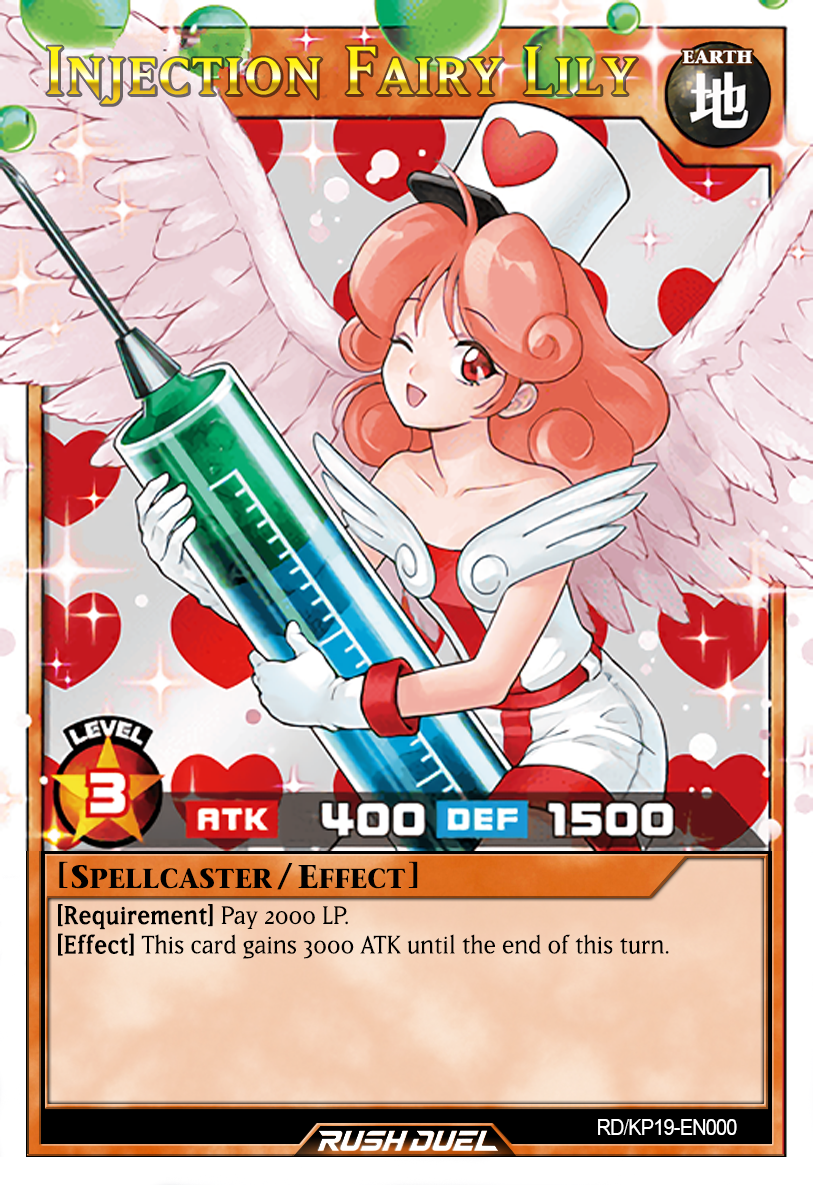 Injection Fairy Lily
EARTH
地
LEVEL
3
ATK 400 DEF 1500
[Spellcaster / Effect]
[Requirement] Pay 2000 LP.
[Effect] This card gains 3000 ATK until the end of this turn.
RD/KP19-EN000
RUSH DUEL